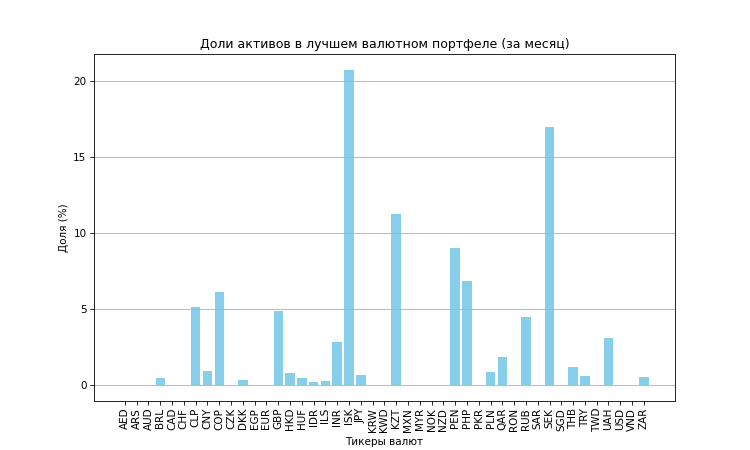 Доли активов в лучшем валютном портфеле (за месяц)
Доля (%)
20
15
10
5
0
AED ARS AUD BRL CAD CHF CLP CNY COP CZK DKK EGP EUR GBP HKD HUF IDR ILS INR ISK JPY KRW KWD KZT MXN MYR NOK NZD PEN PHP PKR PLN QAR RON RUB SAR SEK SGD THB TRY TWD UAH USD VND ZAR
Тикеры валют